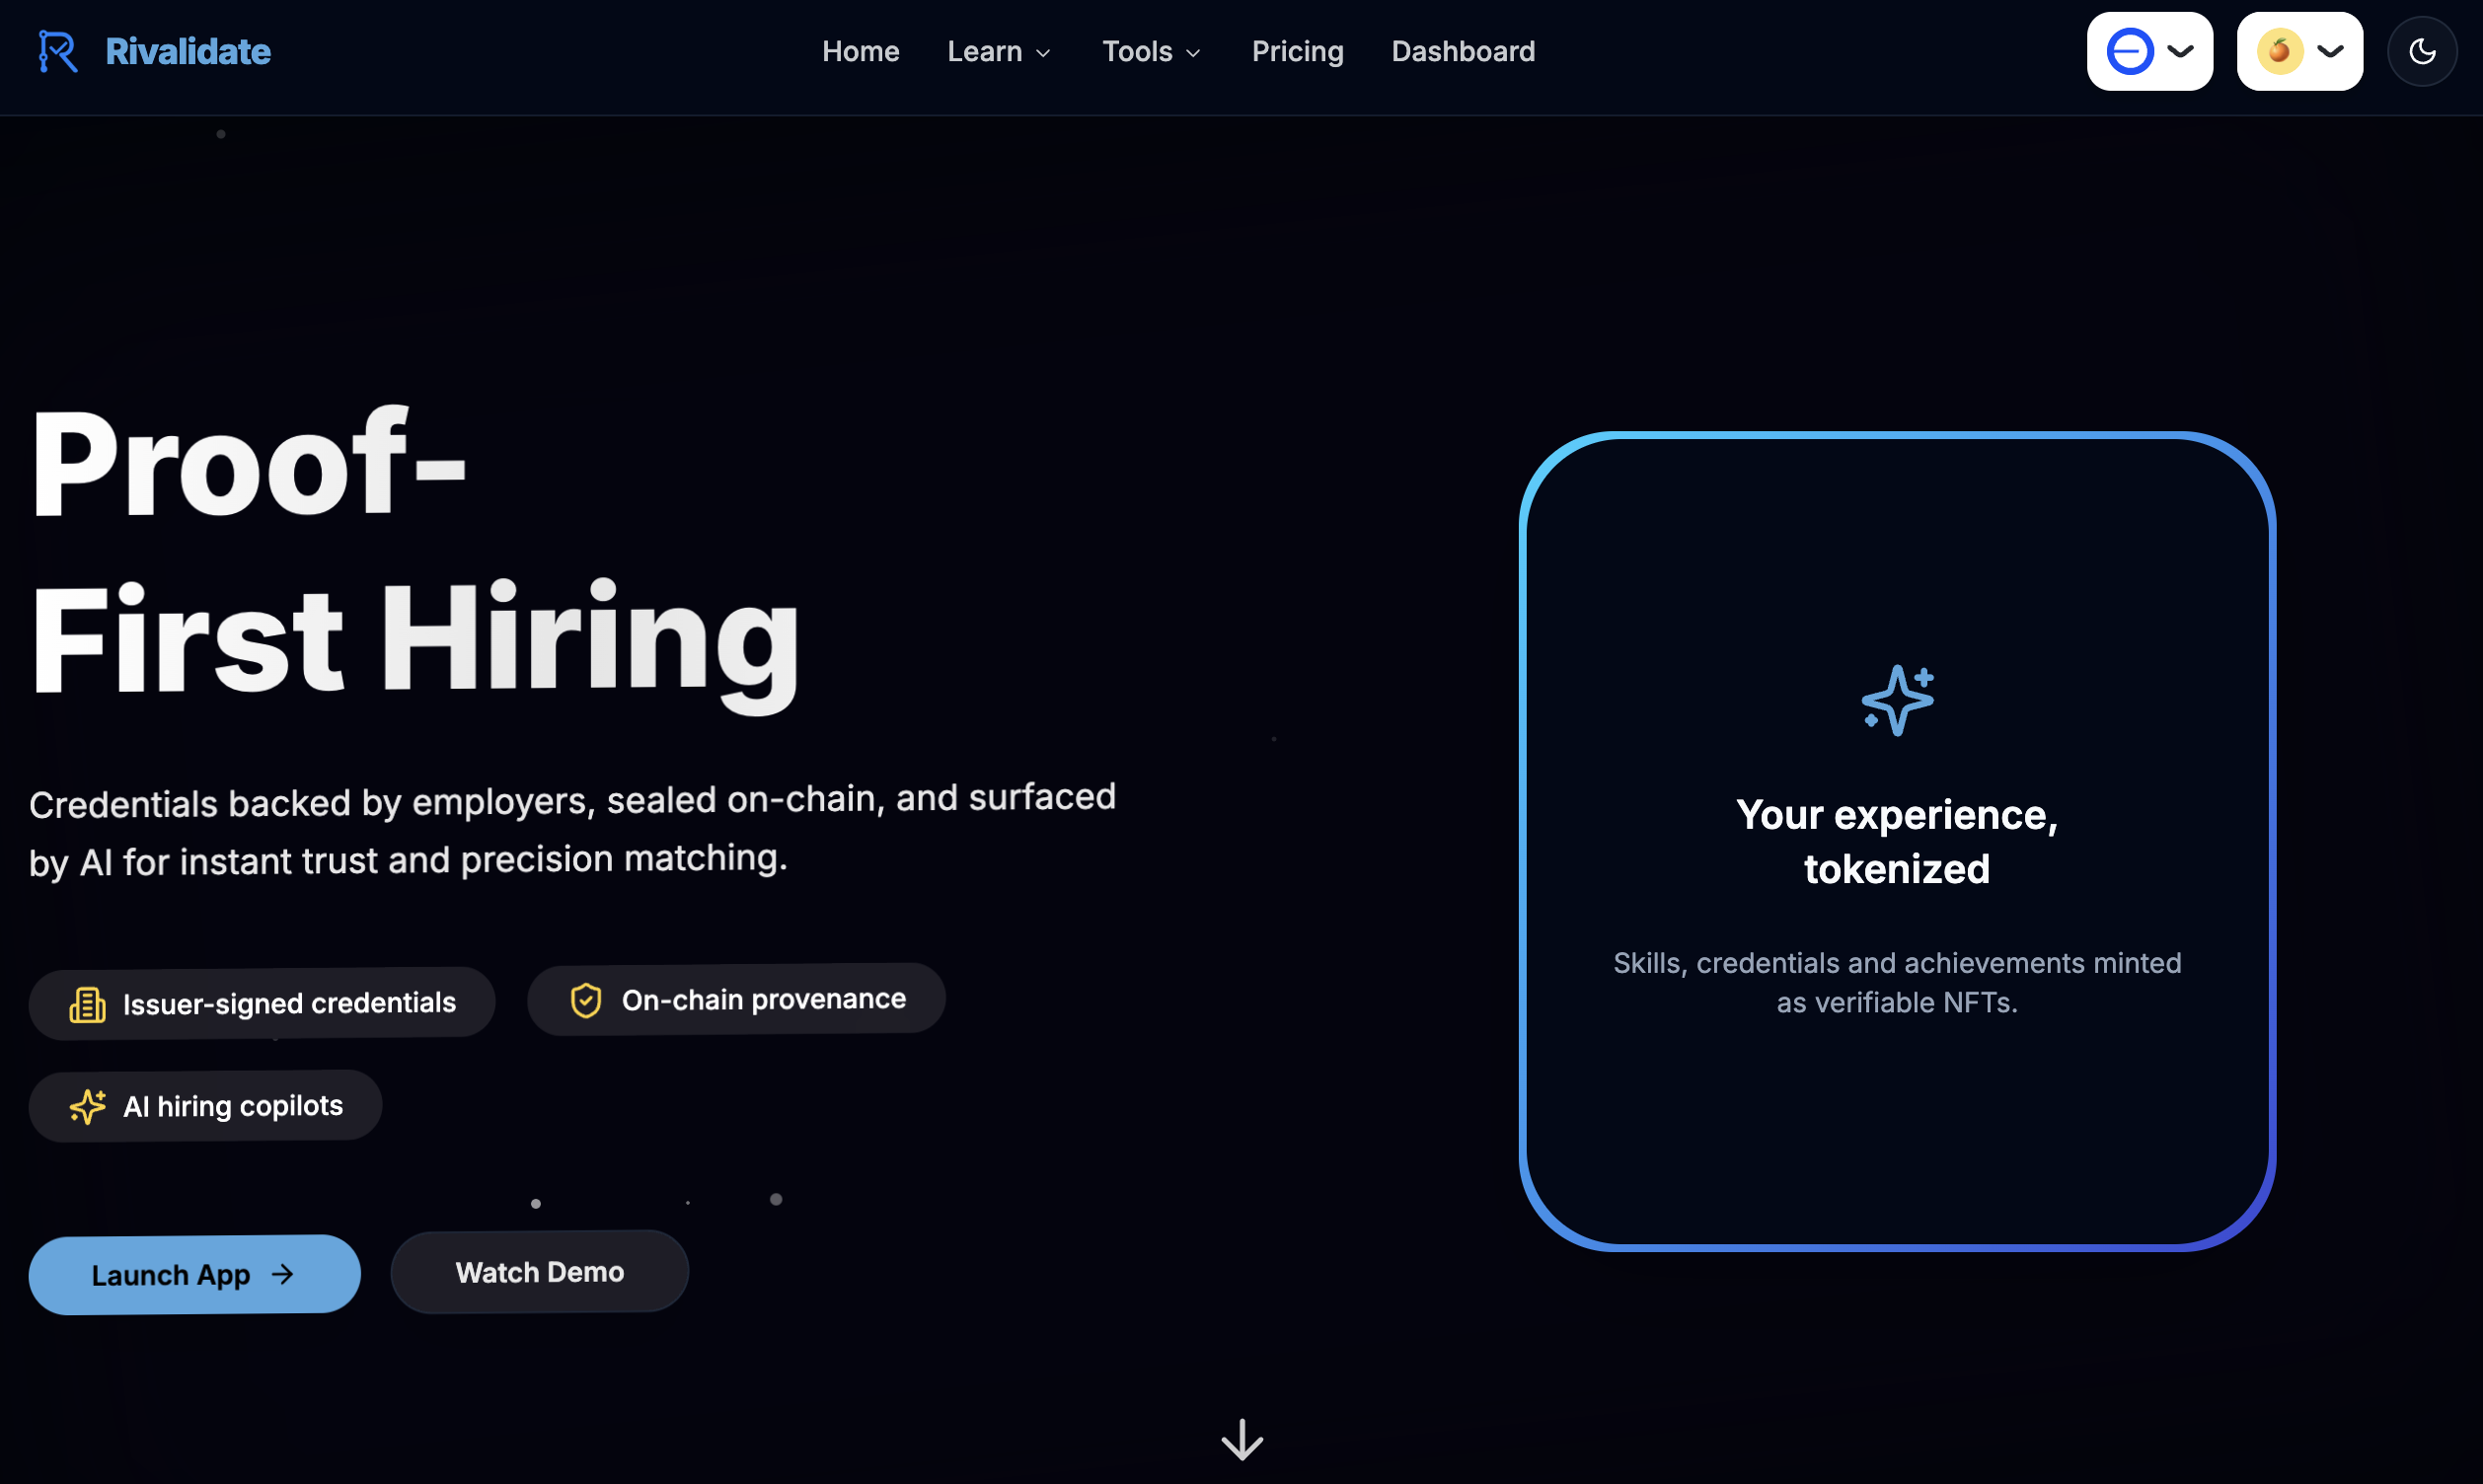 Rivalidate
Home
Learn
Tools
Pricing
Dashboard
Proof-
First Hiring
Credentials backed by employers, sealed on-chain, and surfaced
by AI for instant trust and precision matching.
Issuer-signed credentials
On-chain provenance
AI hiring copilots
Launch App →
Watch Demo
Your experience,
tokenized
Skills, credentials and achievements minted
as verifiable NFTs.